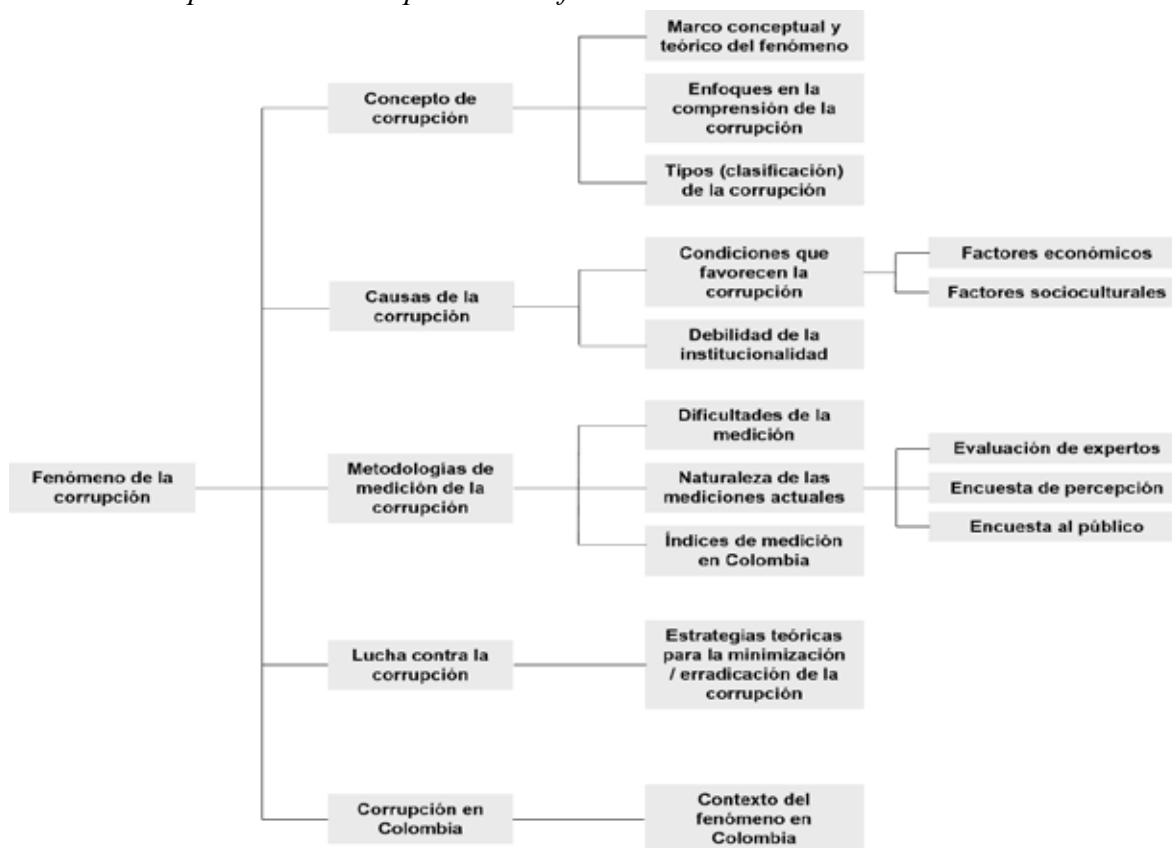 Marco conceptual y
teórico del fenómeno
Concepto de
corrupción
Enfoques en la
comprensión de la
corrupción
Tipos (clasificación)
de la corrupción
Causas de la
corrupción
Condiciones que
favorecen la
corrupción
Factores económicos
Factores socioculturales
Debilidad de la
institucionalidad
Fenómeno de la
corrupción
Metodologías de
medición de la
corrupción
Dificultades de la
medición
Naturaleza de las
mediciones actuales
Evaluación de expertos
Encuesta de percepción
Encuesta al público
Índices de medición
en Colombia
Lucha contra la
corrupción
Estrategias teóricas
para la minimización
/ erradicación de la
corrupción
Corrupción en
Colombia
Contexto del
fenómeno en
Colombia